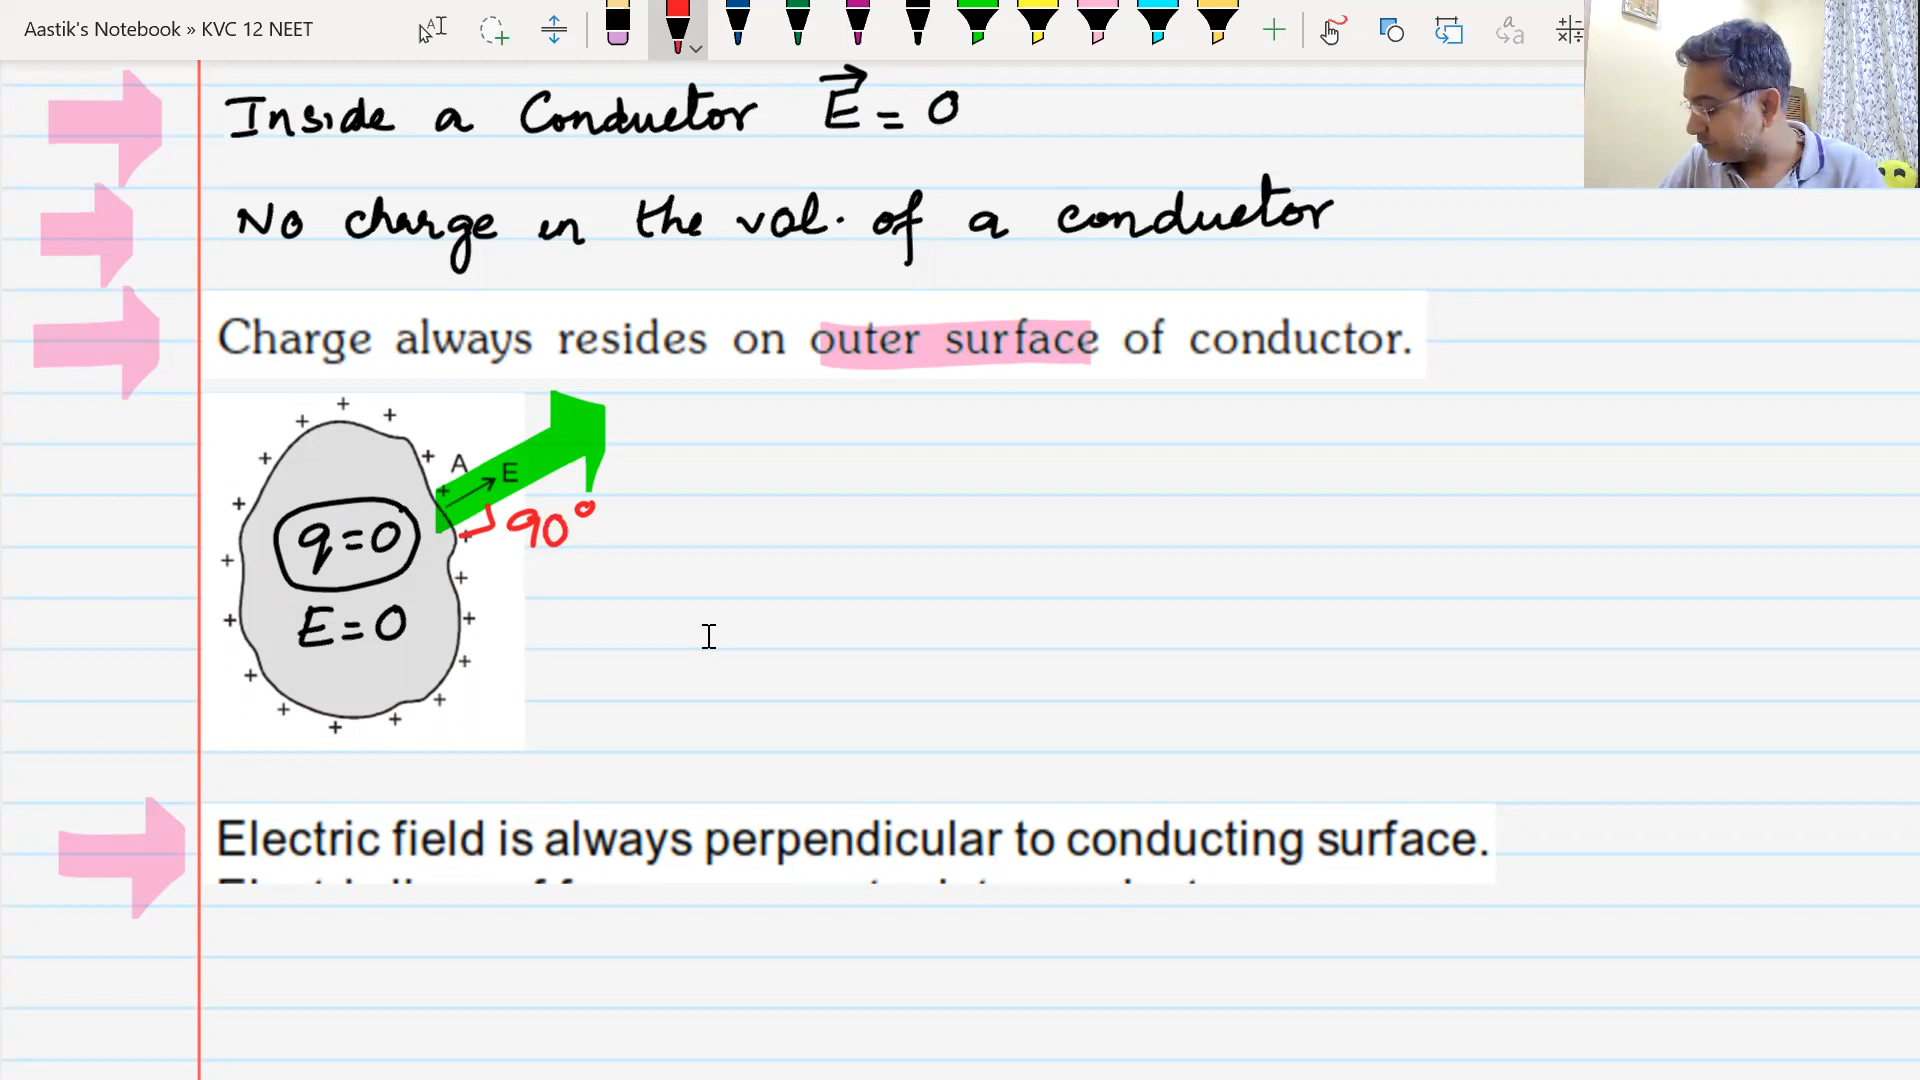 Aastik's Notebook » KVC 12 NEET
Inside a Conductor E = 0
No charge in the vol. of a conductor
Charge always resides on outer surface of conductor.
A
E
90°
q=0
E=0
Electric field is always perpendicular to conducting surface.